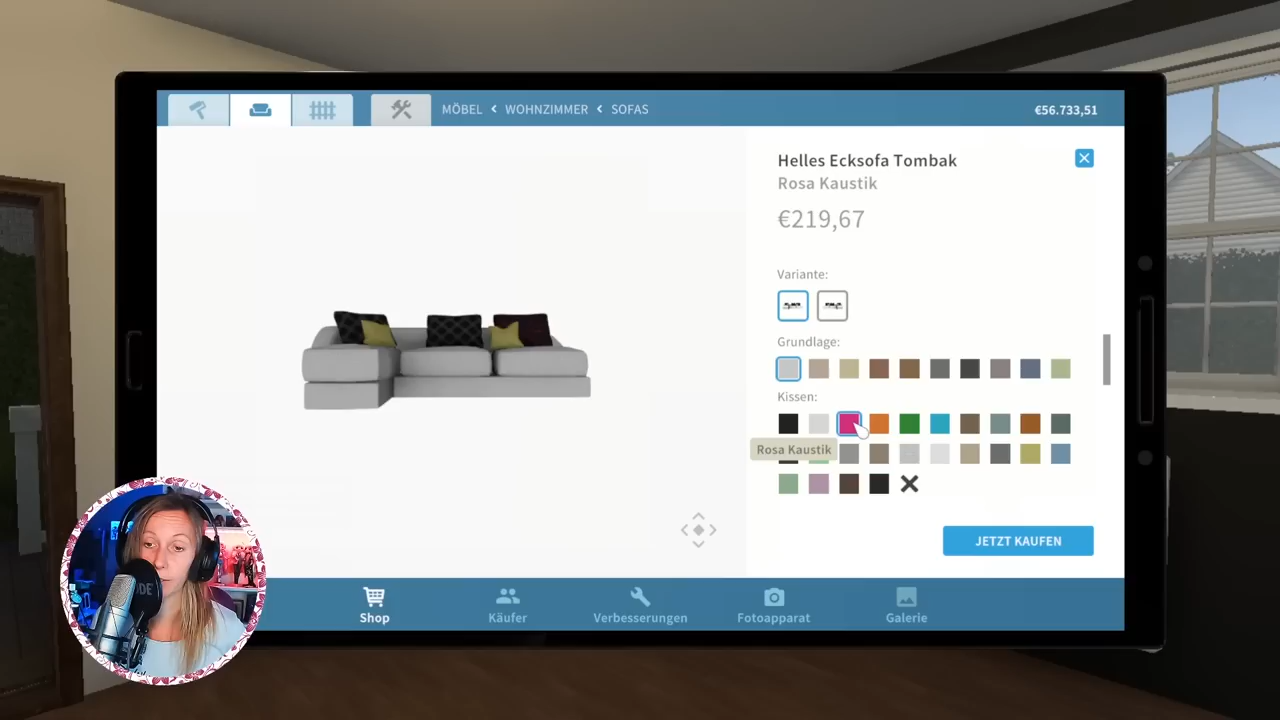 MÖBEL < WOHNZIMMER < SOFAS
€56.733,51
Helles Ecksofa Tombak
Rosa Kaustik
€219,67
Variante:
Grundlage:
Kissen:
Rosa Kaustik
JETZT KAUFEN
Shop
Käufer
Verbesserungen
Fotoapparat
Galerie